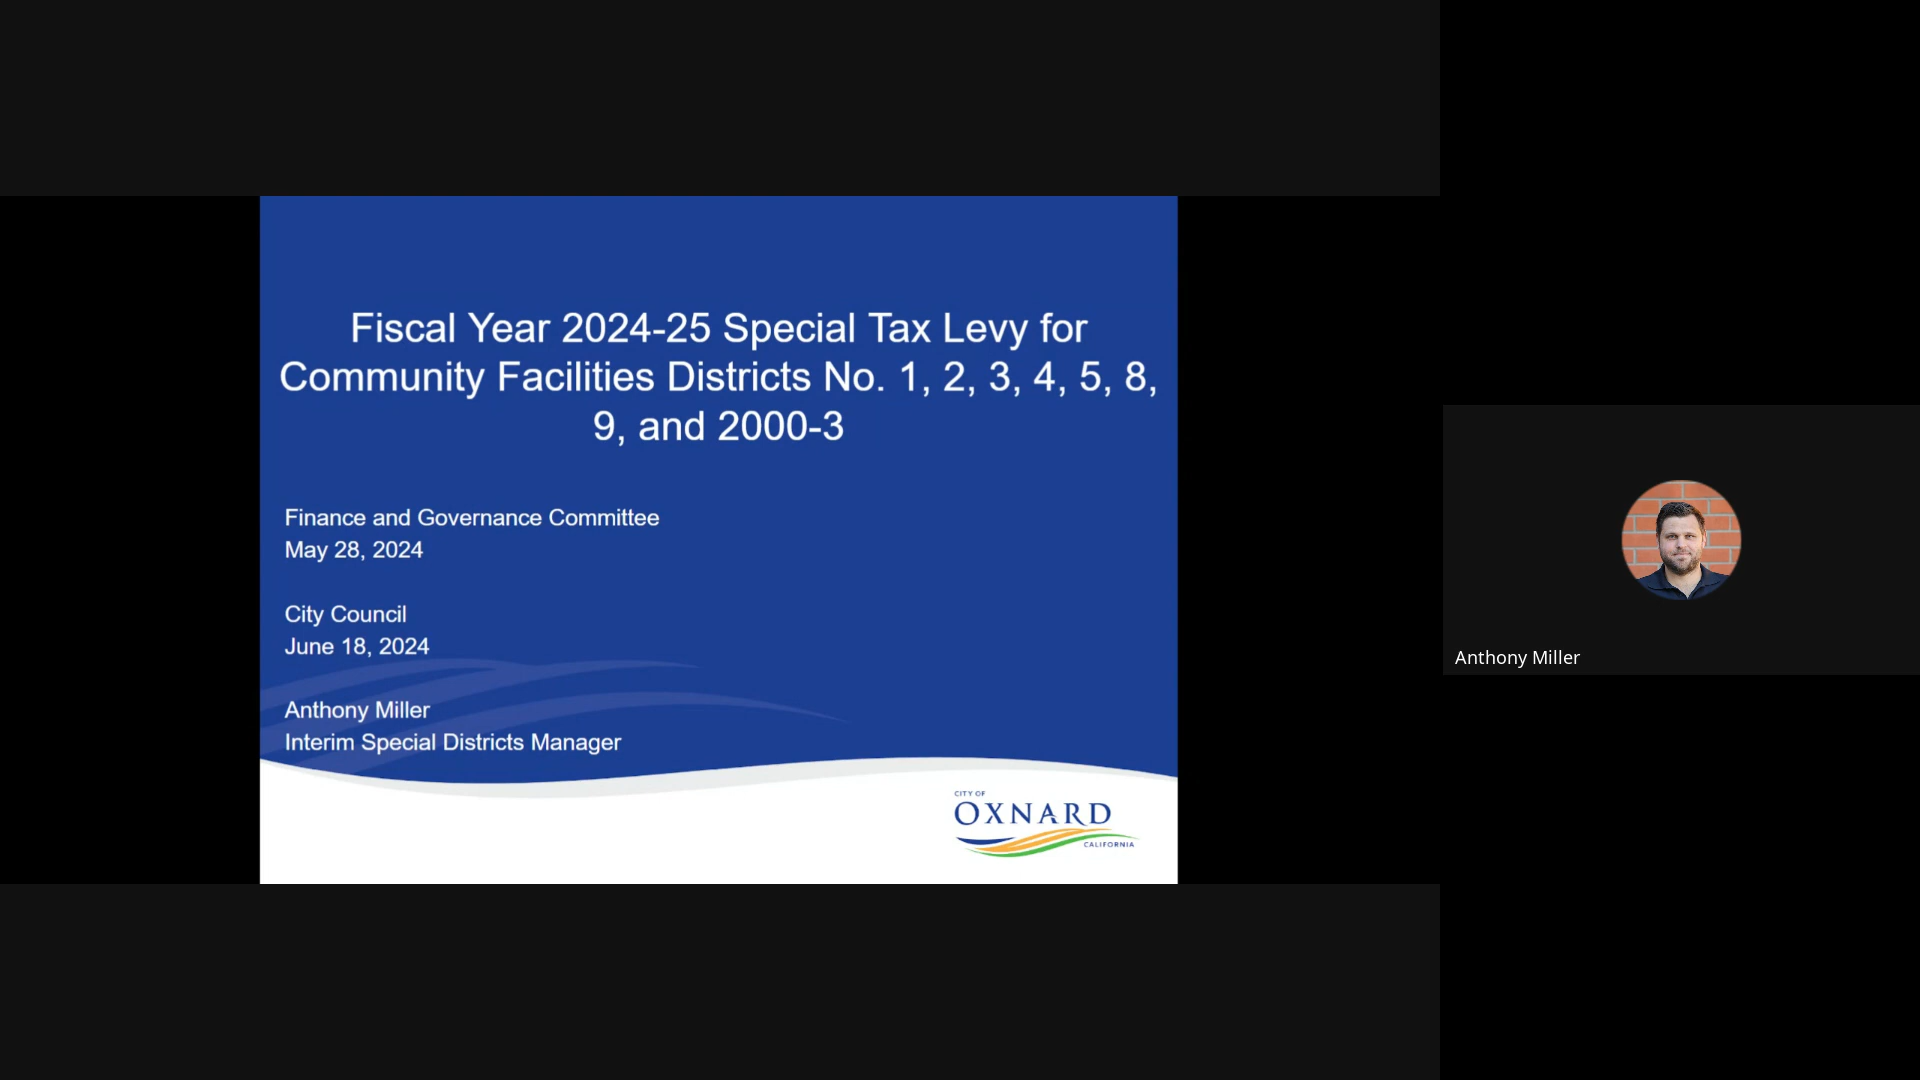 Fiscal Year 2024-25 Special Tax Levy for
Community Facilities Districts No. 1, 2, 3, 4, 5, 8,
9, and 2000-3
Finance and Governance Committee
May 28, 2024
City Council
June 18, 2024
Anthony Miller
Interim Special Districts Manager
CITY OF
OXNARD
CALIFORNIA
Anthony Miller